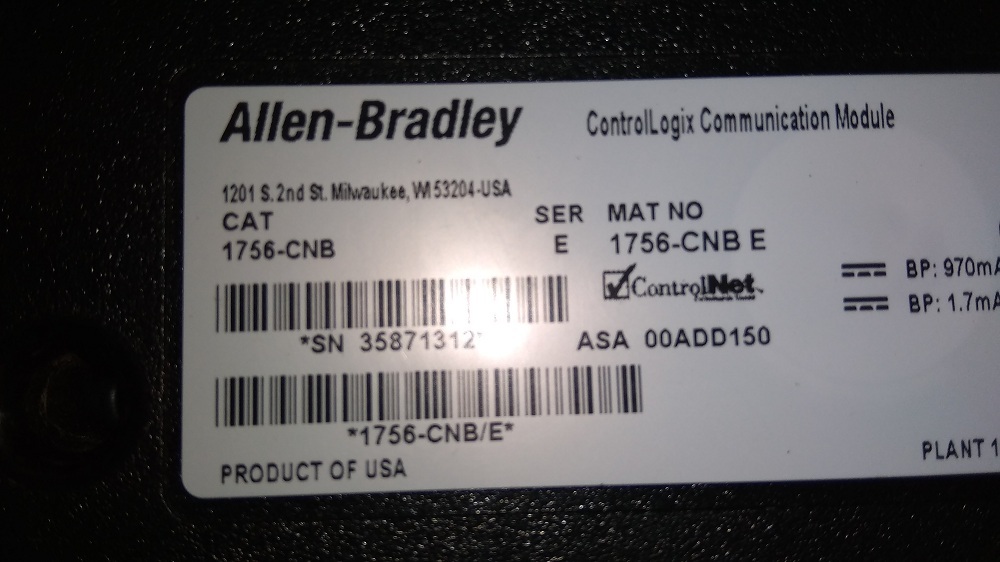 Allen-Bradley ControlLogix Communication Module
1201 S. 2nd St. Milwaukee, WI 53204-USA
CAT SER MAT NO
1756-CNB E 1756-CNB E
ControlNet
BP: 970mA
BP: 1.7mA
*SN 35871312* ASA 00ADD150
*1756-CNB/E*
PLANT 1
PRODUCT OF USA